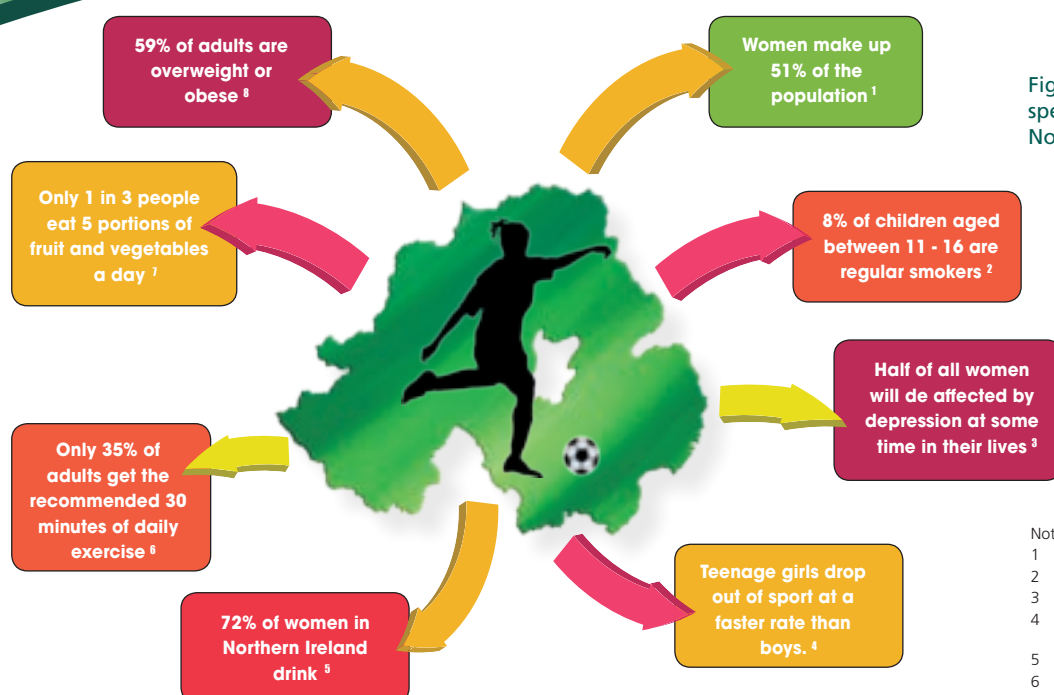 59% of adults are
overweight or
obese 8
Women make up
51% of the
population 1
Only 1 in 3 people
eat 5 portions of
fruit and vegetables
a day 7
8% of children aged
between 11 - 16 are
regular smokers 2
Half of all women
will de affected by
depression at some
time in their lives 3
Only 35% of
adults get the
recommended 30
minutes of daily
exercise 6
Teenage girls drop
out of sport at a
faster rate than
boys. 4
72% of women in
Northern Ireland
drink 5
1
2
3
4
5
6